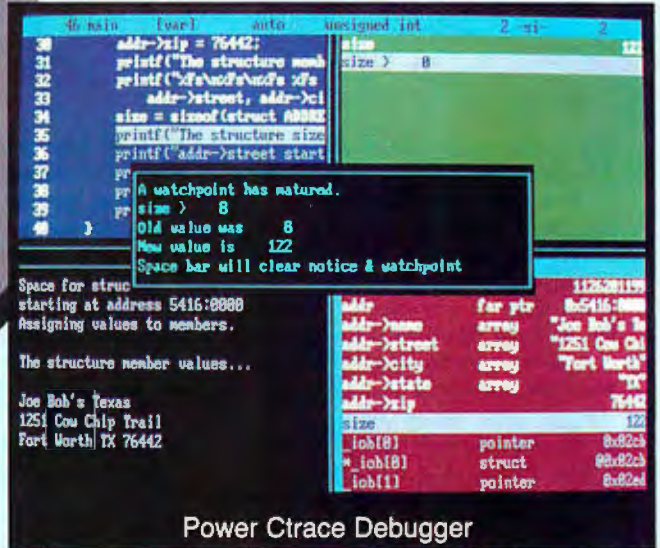 46 main [var] auto unsigned int 2 -si- 2
30 addr->zip = 76442;
31 printf("The structure memb
32 printf("%Fs\n%Fs\n%Fs %Fs
33 addr->street, addr->ci
34 size = sizeof(struct ADDRE
35 printf("The structure size
36 printf("addr->street start
37 pr
38 pr
39 pr
40 }
size 122
size > 0
A watchpoint has matured.
size > 8
Old value was 8
New value is 122
Space bar will clear notice & watchpoint
Space for struc
starting at address 5416:0000
Assigning values to members.
The structure member values...
Joe Bob's Texas
1251 Cow Chip Trail
Fort Worth TX 76442
1126201199
addr far ptr 0x5416:0000
addr->name array "Joe Bob's Te
addr->street array "1251 Cow Chi
addr->city array "Fort Worth"
addr->state array "TX"
addr->zip 76442
size 122
_iob[0] pointer 0x02cb
*_iob[0] struct @0x02cb
_iob[1] pointer 0x02ed
Power Ctrace Debugger